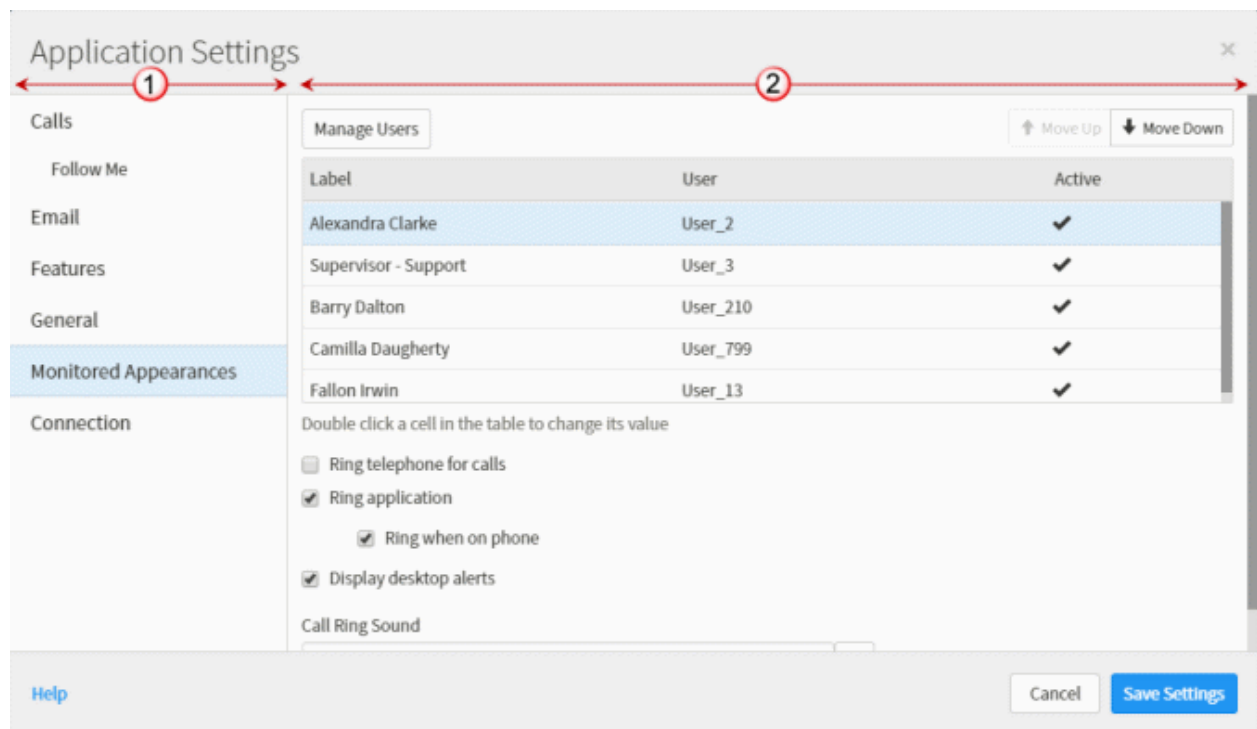 Application Settings
×
1
2
Calls
Follow Me
Email
Features
General
Monitored Appearances
Connection
Manage Users
Move Up
Move Down
Label User Active
Alexandra Clarke User_2
Supervisor - Support User_3
Barry Dalton User_210
Camilla Daugherty User_799
Fallon Irwin User_13
Double click a cell in the table to change its value
Ring telephone for calls
Ring application
Ring when on phone
Display desktop alerts
Call Ring Sound
Help
Cancel
Save Settings